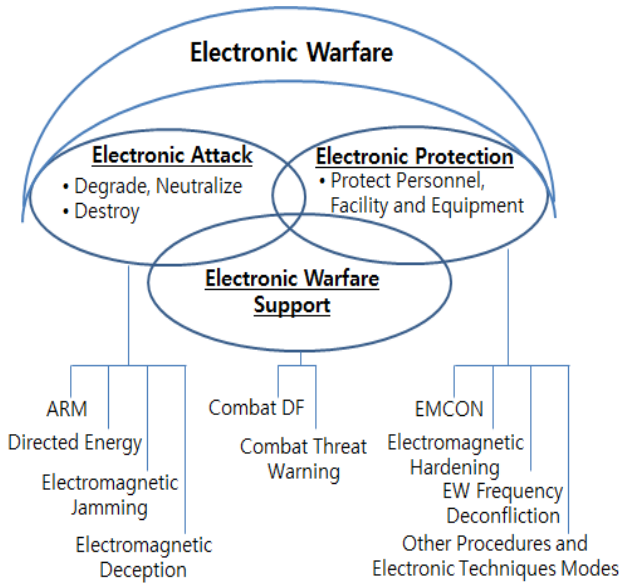 Electronic Warfare
Electronic Attack
• Degrade, Neutralize
• Destroy
Electronic Protection
• Protect Personnel,
Facility and Equipment
Electronic Warfare
Support
ARM
Directed Energy
Electromagnetic
Jamming
Electromagnetic
Deception
Combat DF
Combat Threat
Warning
EMCON
Electromagnetic
Hardening
EW Frequency
Deconfliction
Other Procedures and
Electronic Techniques Modes